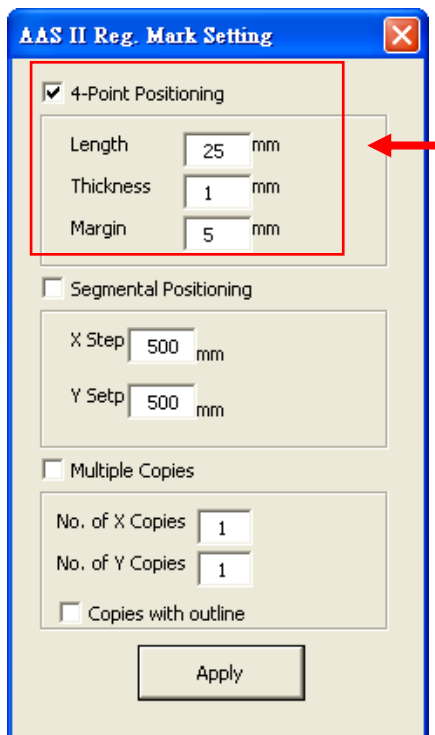 AAS II Reg. Mark Setting
4-Point Positioning
Length 25 mm
Thickness 1 mm
Margin 5 mm
Segmental Positioning
X Step 500 mm
Y Setp 500 mm
Multiple Copies
No. of X Copies 1
No. of Y Copies 1
Copies with outline
Apply